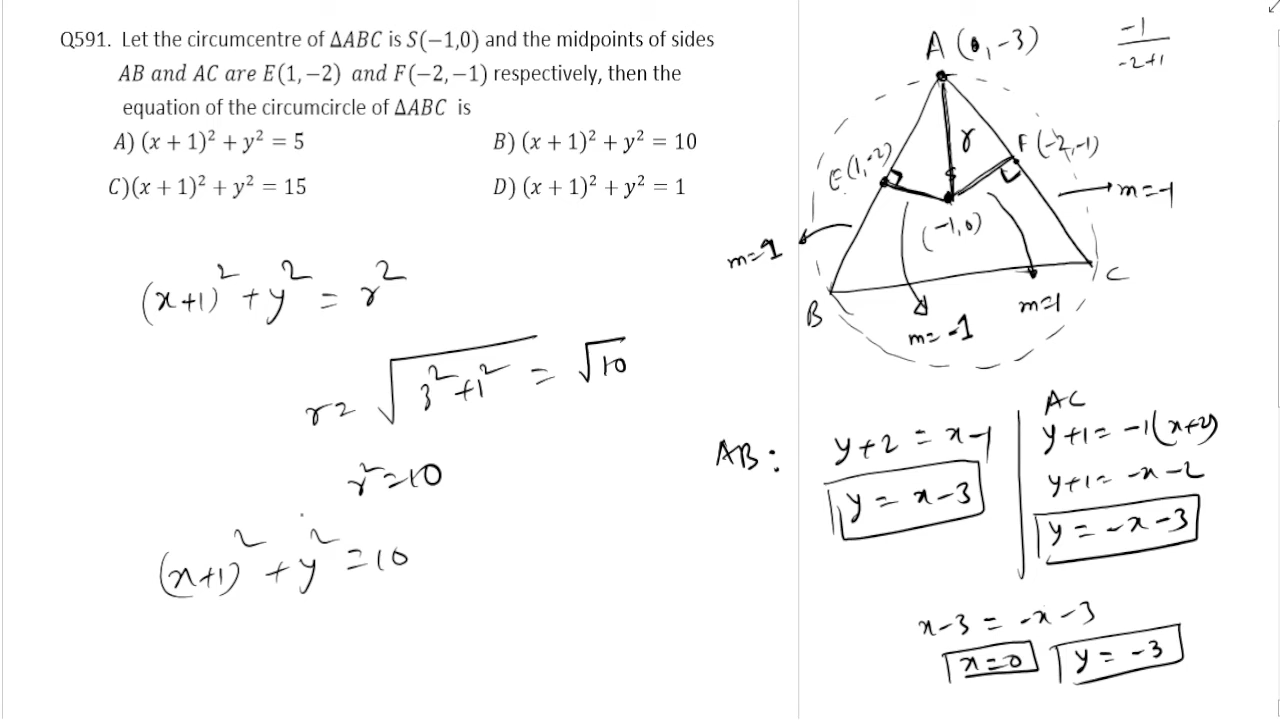 Q591. Let the circumcentre of ΔABC is S(−1,0) and the midpoints of sides
AB and AC are E(1,−2) and F(−2,−1) respectively, then the
equation of the circumcircle of ΔABC is
A) (x + 1)² + y² = 5
B) (x + 1)² + y² = 10
C)(x + 1)² + y² = 15
D) (x + 1)² + y² = 1
(x+1)² + y² = r²
r = √(3²+1²) = √10
r²=10
(x+1)² + y² = 10
A (0,-3)
-1/(-2+1)
E(1,-2)
r
F(-2,-1)
S
(-1,0)
m=-1
m=1
B
C
m=-1
m=1
AB:
y+2 = x-1
y = x-3
AC
y+1 = -1(x+2)
y+1 = -x-2
y = -x-3
x-3 = -x-3
x=0
y = -3